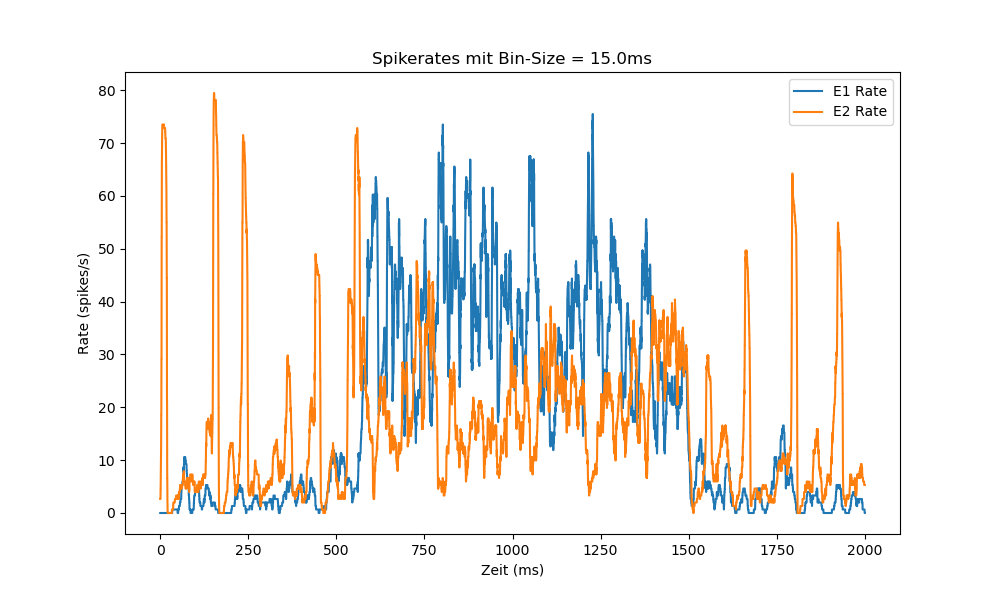 Spikerates mit Bin-Size = 15.0ms
E1 Rate
E2 Rate
80
70
60
50
40
30
20
10
0
Rate (spikes/s)
0 250 500 750 1000 1250 1500 1750 2000
Zeit (ms)